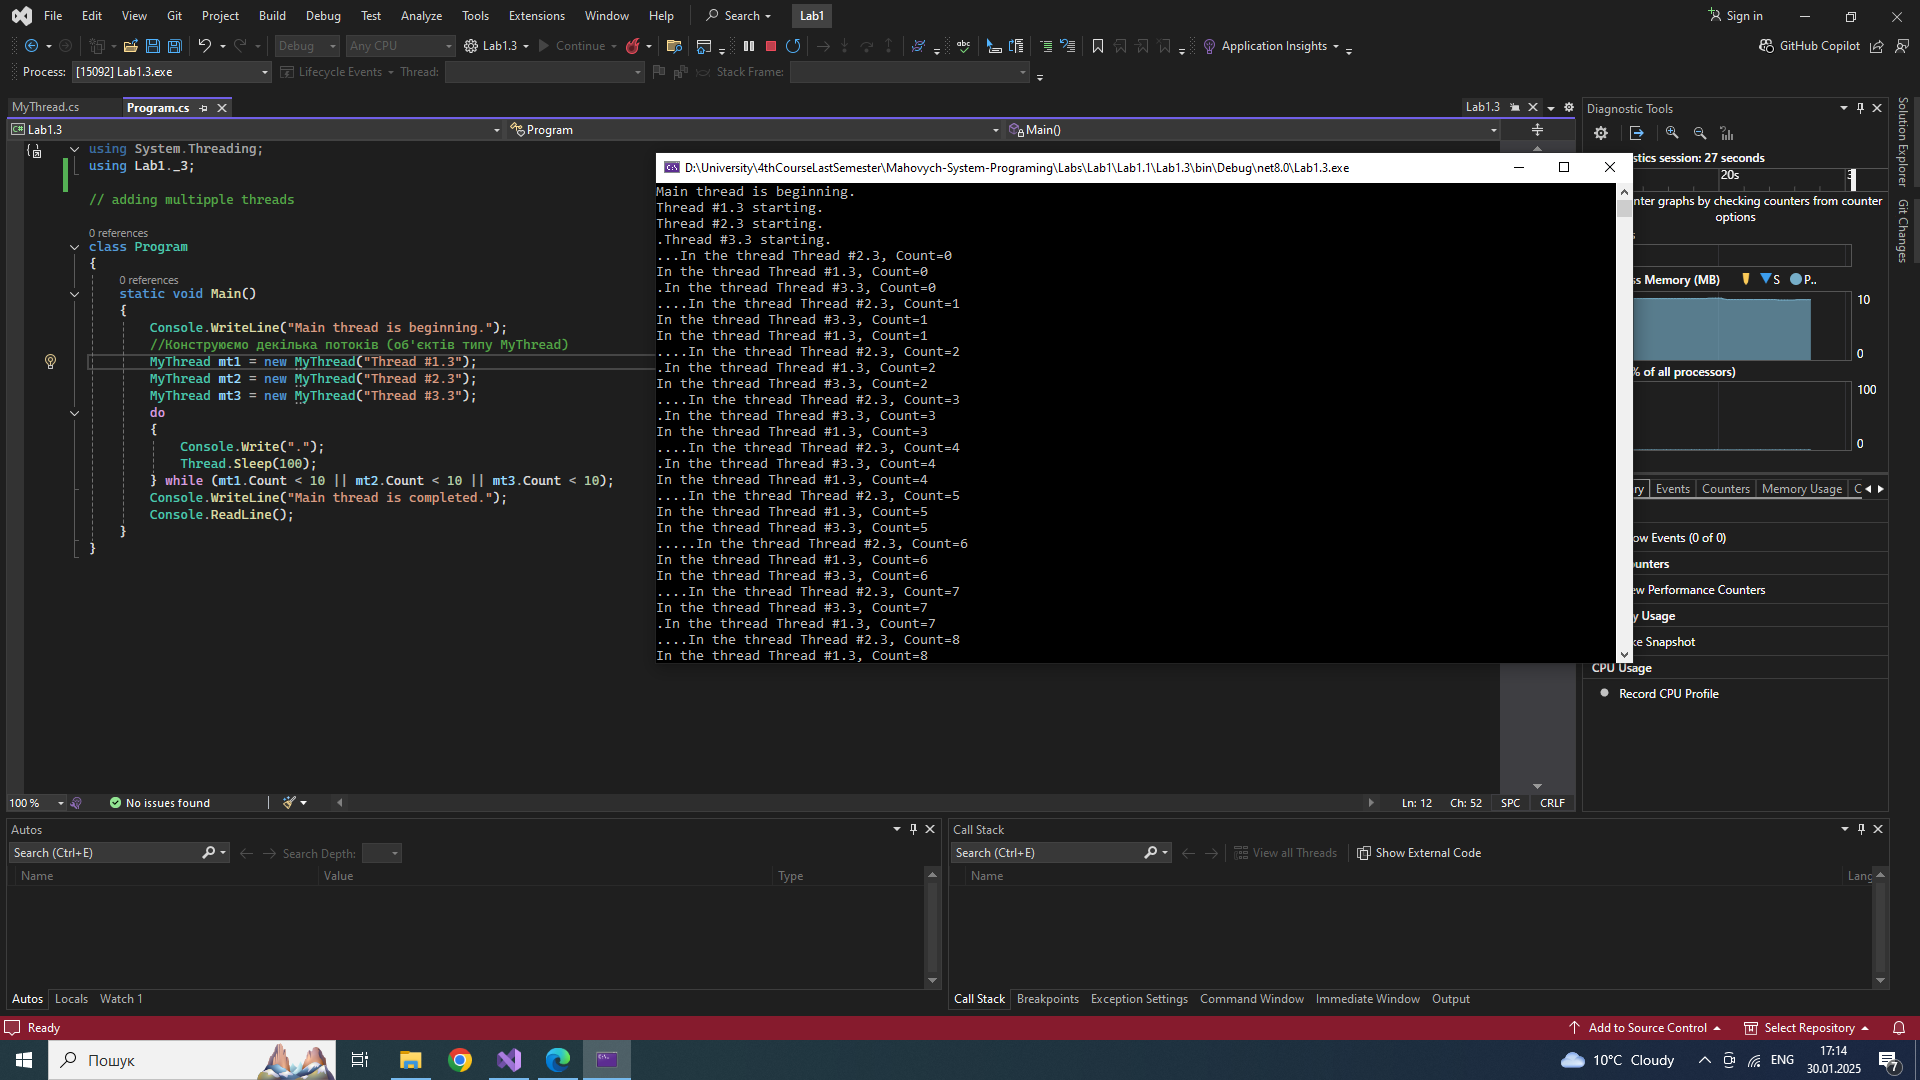 File Edit View Git Project Build Debug Test Analyze Tools Extensions Window Help Search Lab1 Sign in
Debug Any CPU Lab1.3 Continue Application Insights GitHub Copilot
Process: [15092] Lab1.3.exe Lifecycle Events Thread: Stack Frame:
MyThread.cs Program.cs Lab1.3
Lab1.3 Program Main()
using System.Threading;
using Lab1._3;
// adding multipple threads
0 references
class Program
{
0 references
static void Main()
{
Console.WriteLine("Main thread is beginning.");
//Конструюємо декілька потоків (об'єктів типу MyThread)
MyThread mt1 = new MyThread("Thread #1.3");
MyThread mt2 = new MyThread("Thread #2.3");
MyThread mt3 = new MyThread("Thread #3.3");
do
{
Console.Write(".");
Thread.Sleep(100);
} while (mt1.Count < 10 || mt2.Count < 10 || mt3.Count < 10);
Console.WriteLine("Main thread is completed.");
Console.ReadLine();
}
}
D:\University\4thCourseLastSemester\Mahovych-System-Programing\Labs\Lab1\Lab1.1\Lab1.3\bin\Debug\net8.0\Lab1.3.exe
Main thread is beginning.
Thread #1.3 starting.
Thread #2.3 starting.
.Thread #3.3 starting.
...In the thread Thread #2.3, Count=0
In the thread Thread #1.3, Count=0
.In the thread Thread #3.3, Count=0
....In the thread Thread #2.3, Count=1
In the thread Thread #3.3, Count=1
In the thread Thread #1.3, Count=1
....In the thread Thread #2.3, Count=2
.In the thread Thread #1.3, Count=2
In the thread Thread #3.3, Count=2
....In the thread Thread #2.3, Count=3
.In the thread Thread #3.3, Count=3
In the thread Thread #1.3, Count=3
....In the thread Thread #2.3, Count=4
.In the thread Thread #3.3, Count=4
In the thread Thread #1.3, Count=4
....In the thread Thread #2.3, Count=5
In the thread Thread #1.3, Count=5
In the thread Thread #3.3, Count=5
.....In the thread Thread #2.3, Count=6
In the thread Thread #1.3, Count=6
In the thread Thread #3.3, Count=6
....In the thread Thread #2.3, Count=7
In the thread Thread #3.3, Count=7
.In the thread Thread #1.3, Count=7
....In the thread Thread #2.3, Count=8
In the thread Thread #1.3, Count=8
Diagnostic Tools
stics session: 27 seconds
20s
nter graphs by checking counters from counter
options
ss Memory (MB) S P..
10
0
% of all processors)
100
0
ry Events Counters Memory Usage C
ow Events (0 of 0)
unters
ew Performance Counters
y Usage
ke Snapshot
CPU Usage
Record CPU Profile
Solution Explorer
Git Changes
100 % No issues found Ln: 12 Ch: 52 SPC CRLF
Autos
Search (Ctrl+E) Search Depth:
Name Value Type
Autos Locals Watch 1
Call Stack
Search (Ctrl+E) View all Threads Show External Code
Name Lang
Call Stack Breakpoints Exception Settings Command Window Immediate Window Output
Ready Add to Source Control Select Repository
Пошук 10°C Cloudy ENG 17:14
30.01.2025 7